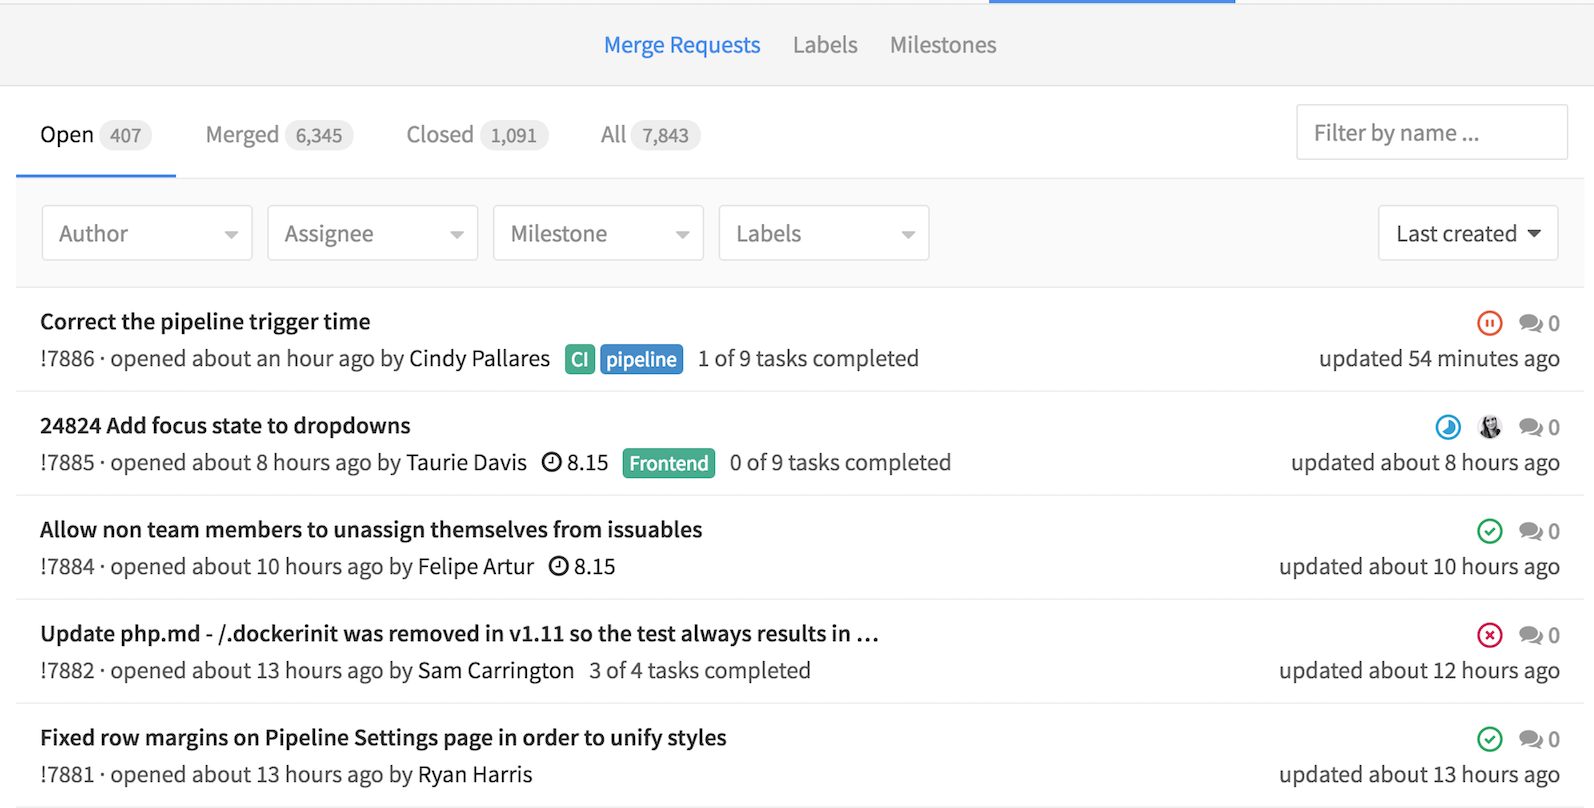 Merge Requests Labels Milestones
Open 407 Merged 6,345 Closed 1,091 All 7,843 Filter by name ...
Author Assignee Milestone Labels Last created
Correct the pipeline trigger time 0
!7886 · opened about an hour ago by Cindy Pallares CI pipeline 1 of 9 tasks completed updated 54 minutes ago
24824 Add focus state to dropdowns 0
!7885 · opened about 8 hours ago by Taurie Davis 8.15 Frontend 0 of 9 tasks completed updated about 8 hours ago
Allow non team members to unassign themselves from issuables 0
!7884 · opened about 10 hours ago by Felipe Artur 8.15 updated about 10 hours ago
Update php.md - /.dockerinit was removed in v1.11 so the test always results in … 0
!7882 · opened about 13 hours ago by Sam Carrington 3 of 4 tasks completed updated about 12 hours ago
Fixed row margins on Pipeline Settings page in order to unify styles 0
!7881 · opened about 13 hours ago by Ryan Harris updated about 13 hours ago